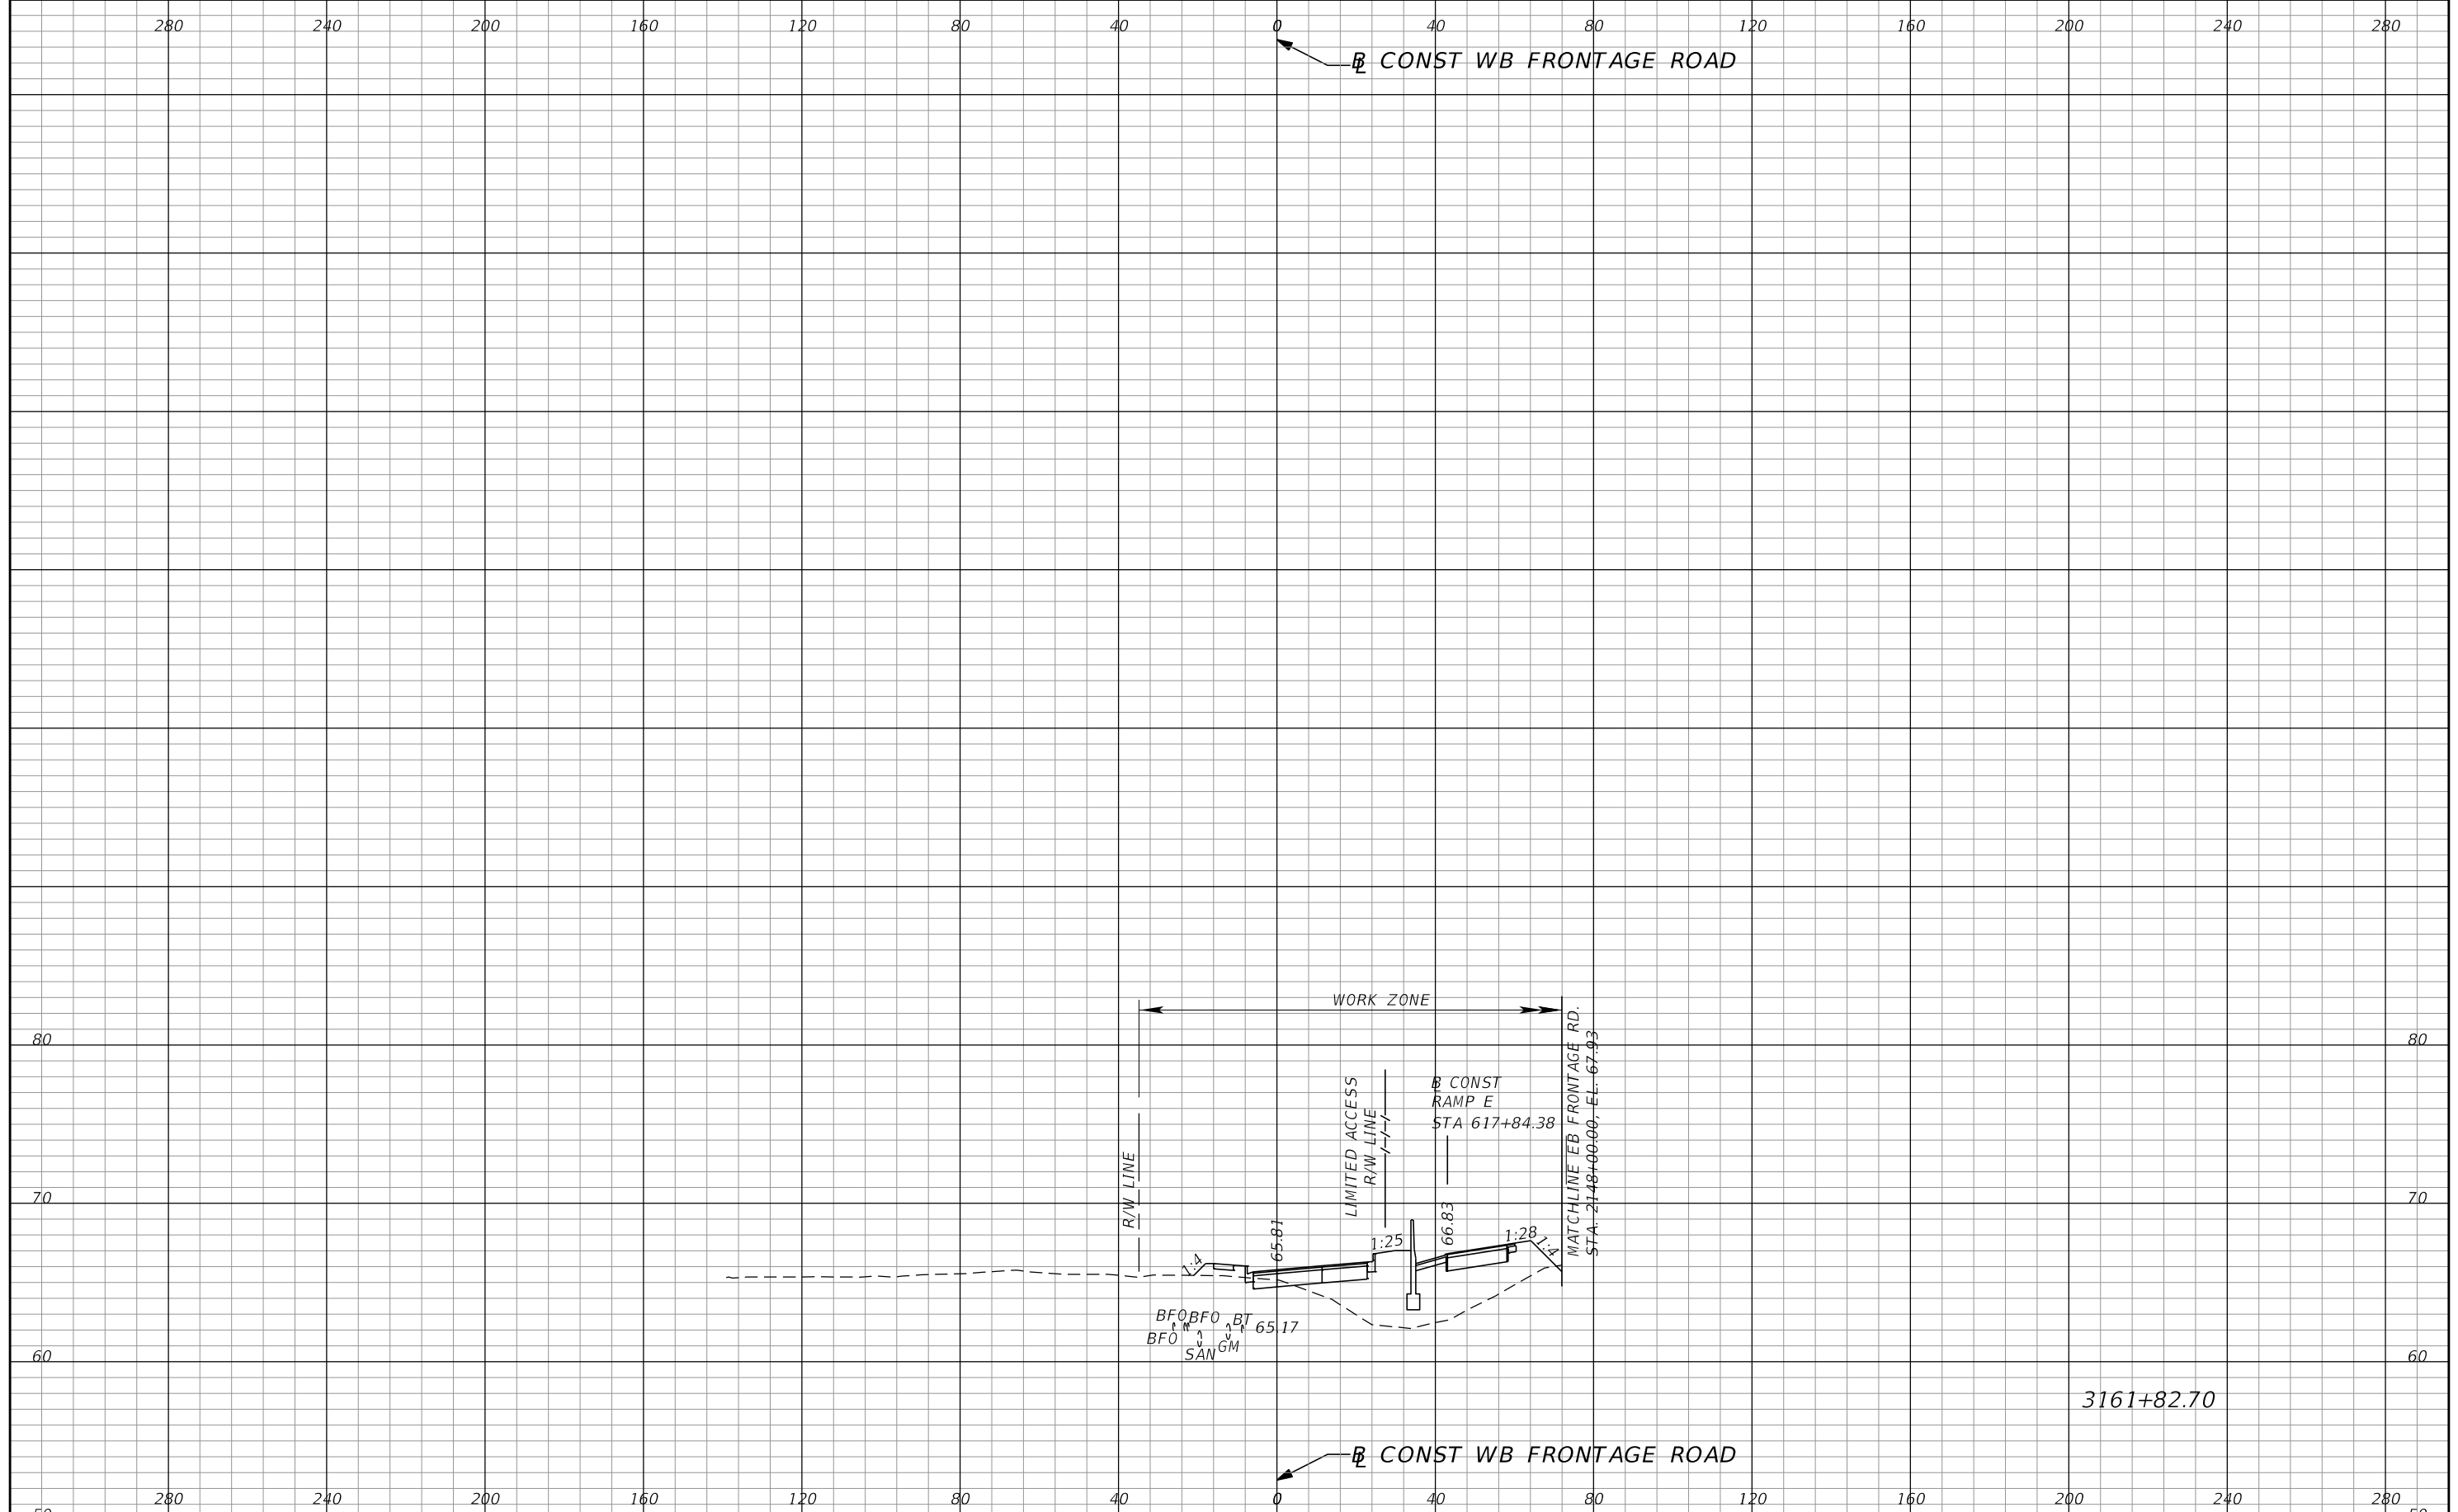 280 240 200 160 120 80 40 0 40 80 120 160 200 240 280
BL CONST WB FRONTAGE ROAD
WORK ZONE
80 80
MATCHLINE EB FRONTAGE RD.
STA. 2148+00.00, EL. 67.93
BL CONST
RAMP E
STA 617+84.38
LIMITED ACCESS
R/W LINE
R/W LINE
70 70
65.81
66.83
1:4
1:25
1:28
1:4
BFO BFO BT 65.17
BFO SAN GM
60 60
3161+82.70
BL CONST WB FRONTAGE ROAD
280 240 200 160 120 80 40 0 40 80 120 160 200 240 280